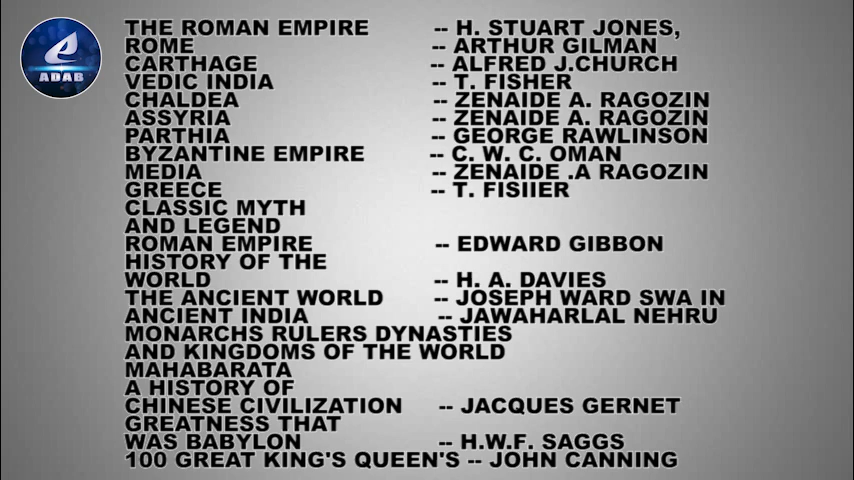 e
ADAB
THE ROMAN EMPIRE -- H. STUART JONES,
ROME -- ARTHUR GILMAN
CARTHAGE -- ALFRED J.CHURCH
VEDIC INDIA -- T. FISHER
CHALDEA -- ZENAIDE A. RAGOZIN
ASSYRIA -- ZENAIDE A. RAGOZIN
PARTHIA -- GEORGE RAWLINSON
BYZANTINE EMPIRE -- C. W. C. OMAN
MEDIA -- ZENAIDE .A RAGOZIN
GREECE -- T. FISIIER
CLASSIC MYTH
AND LEGEND
ROMAN EMPIRE -- EDWARD GIBBON
HISTORY OF THE
WORLD -- H. A. DAVIES
THE ANCIENT WORLD -- JOSEPH WARD SWA IN
ANCIENT INDIA -- JAWAHARLAL NEHRU
MONARCHS RULERS DYNASTIES
AND KINGDOMS OF THE WORLD
MAHABARATA
A HISTORY OF
CHINESE CIVILIZATION -- JACQUES GERNET
GREATNESS THAT
WAS BABYLON -- H.W.F. SAGGS
100 GREAT KING'S QUEEN'S -- JOHN CANNING